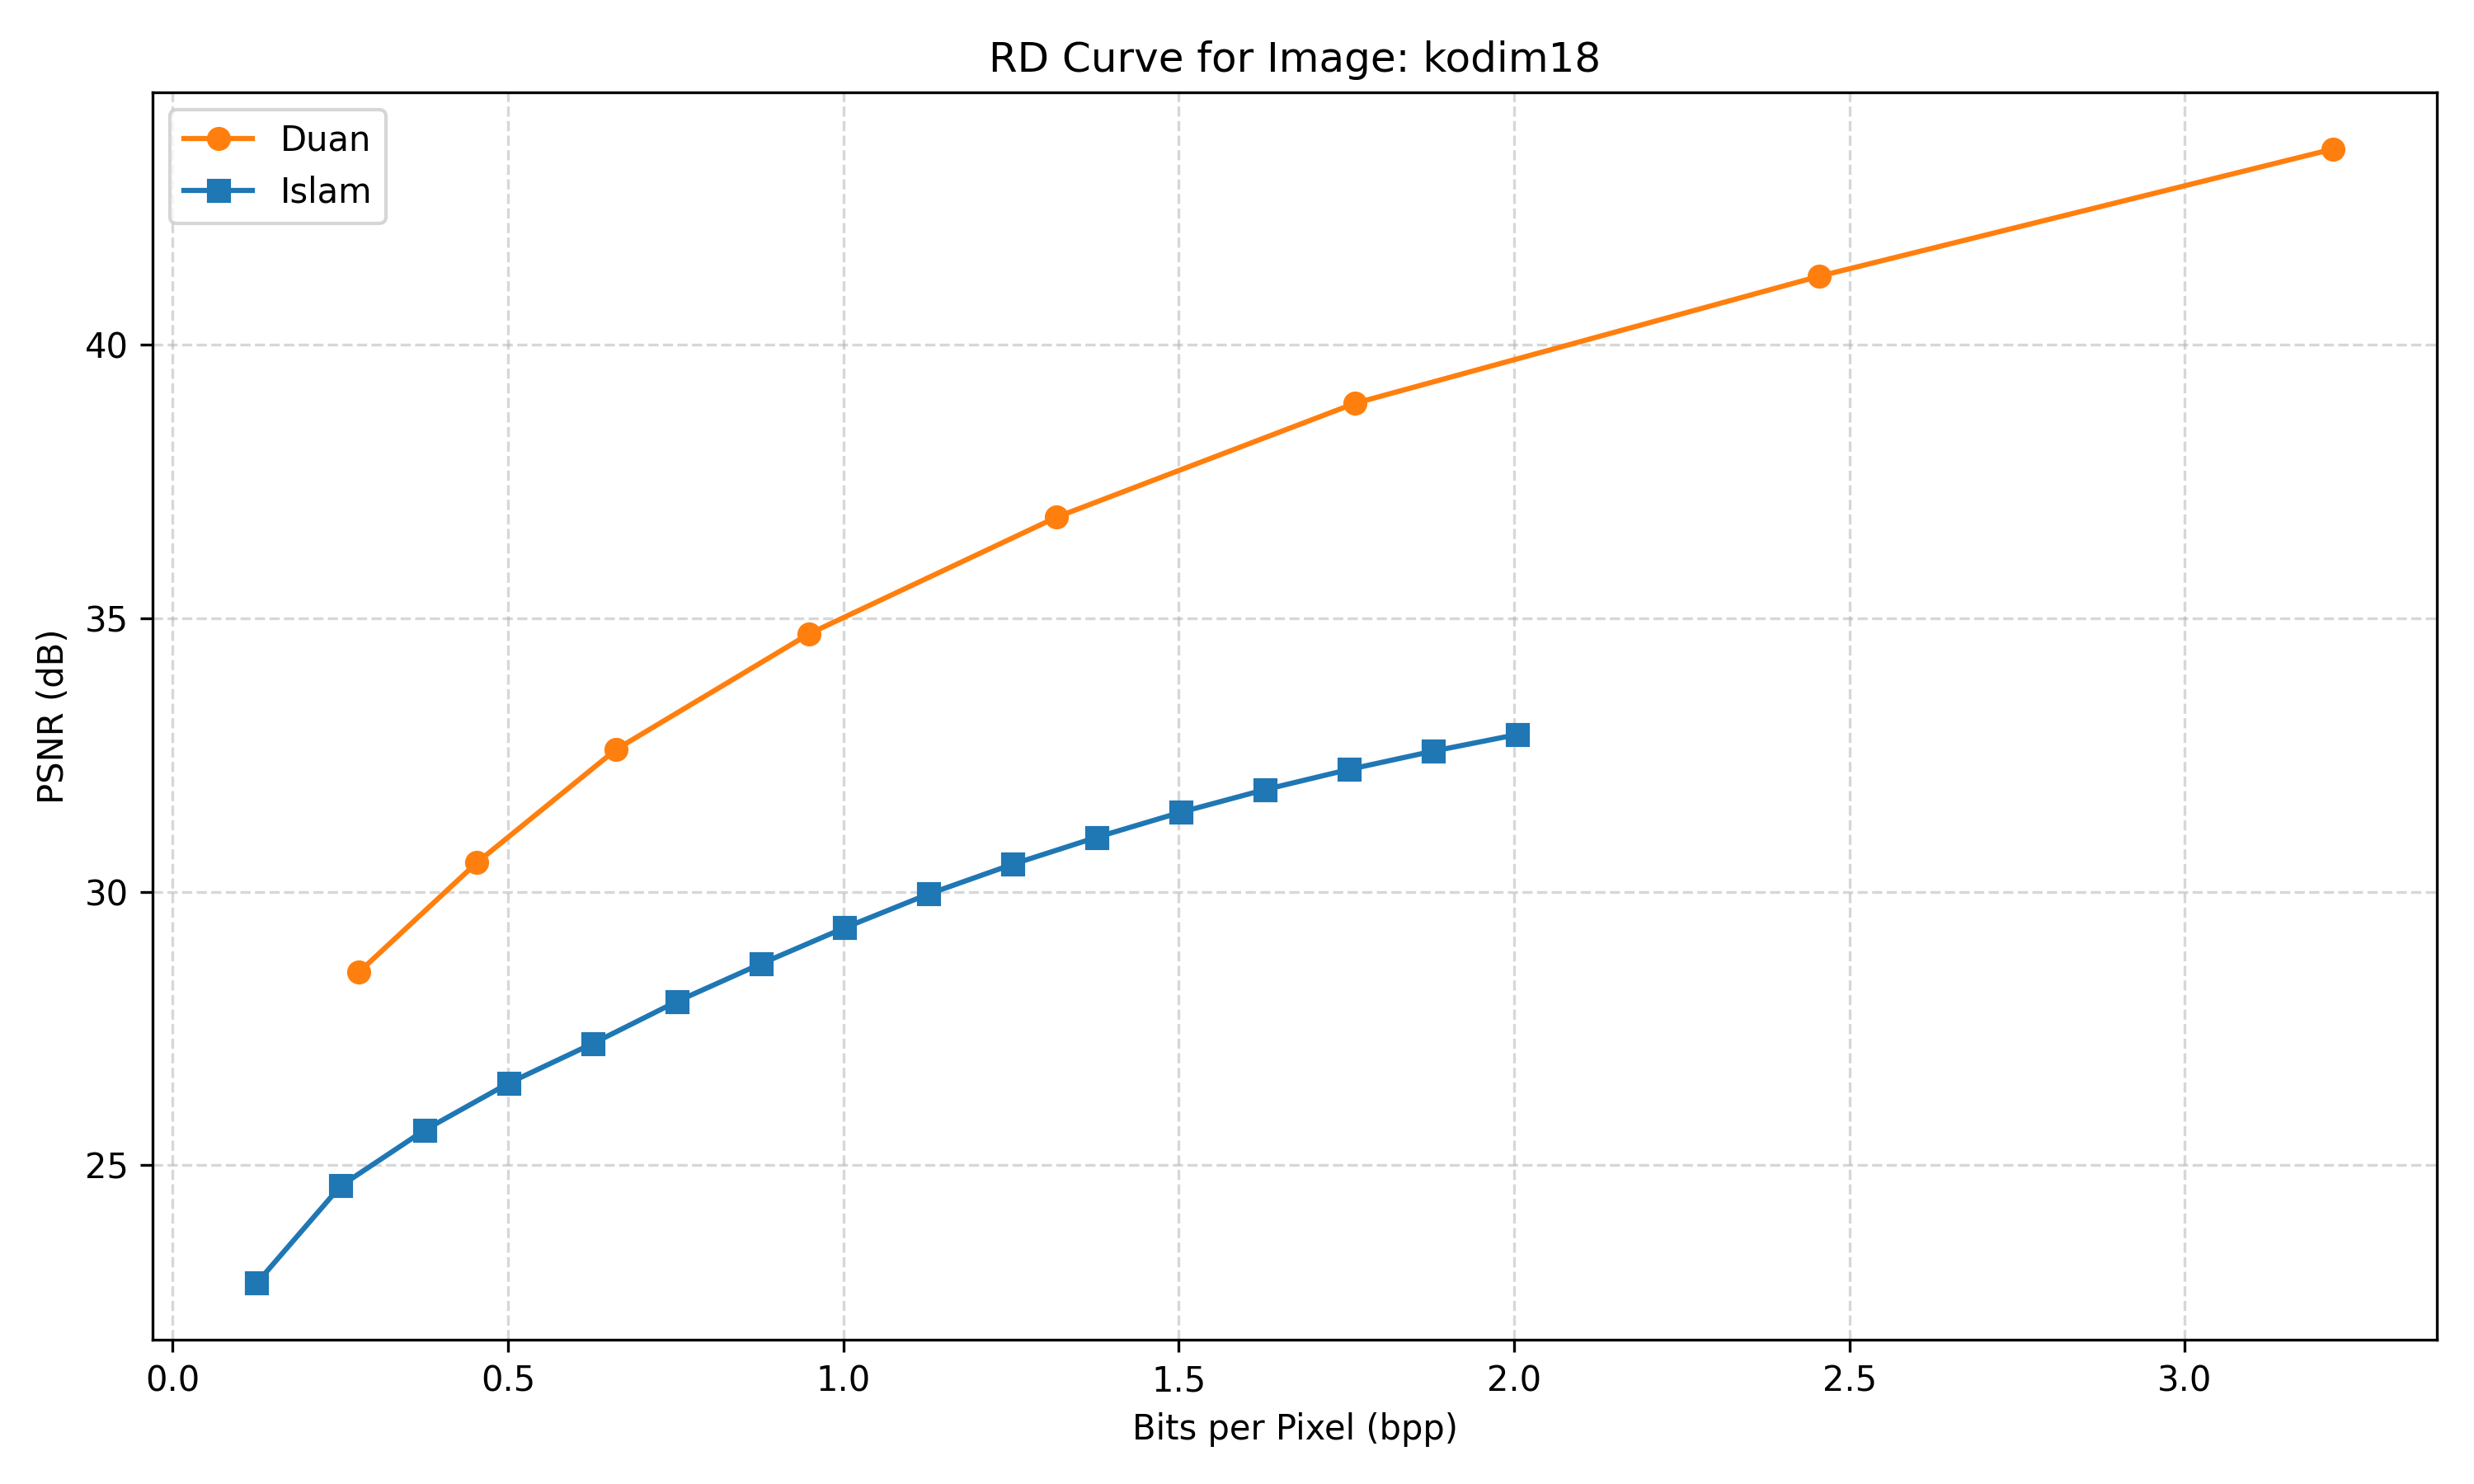 RD Curve for Image: kodim18
Duan
Islam
PSNR (dB)
40
35
30
25
0.0 0.5 1.0 1.5 2.0 2.5 3.0
Bits per Pixel (bpp)